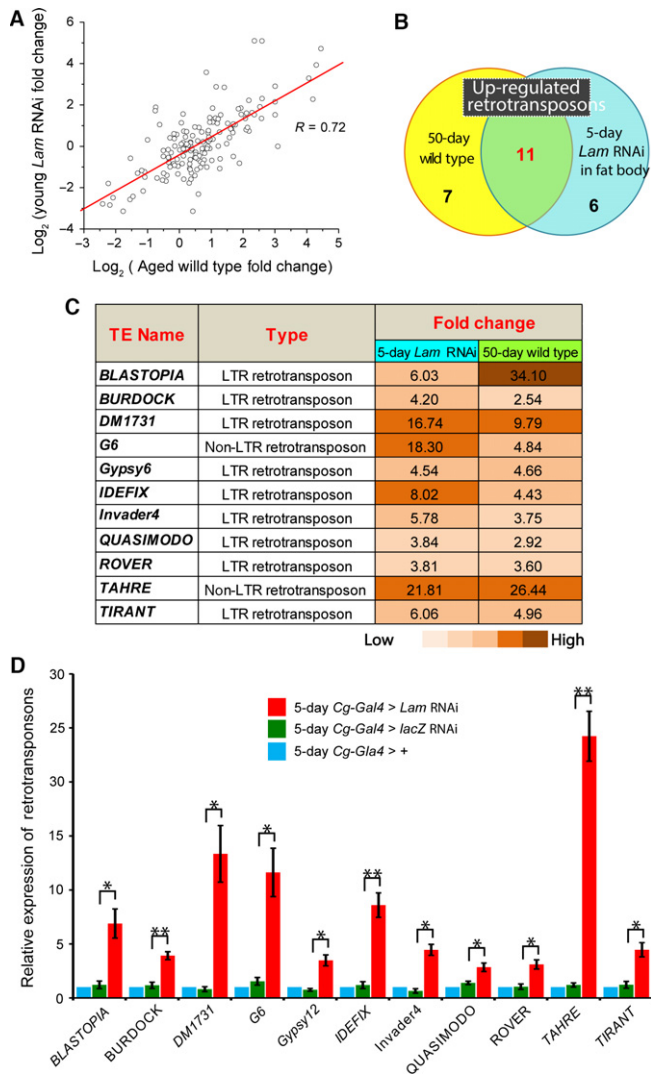 A
Log2 (young Lam RNAi fold change)
6
4
2
0
−2
−4
R = 0.72
−3 −2 −1 0 1 2 3 4 5
Log2 ( Aged willd type fold change)
B
Up-regulated
retrotransposons
50-day
wild type
7
11
5-day
Lam RNAi
in fat body
6
C
TE Name Type Fold change
5-day Lam RNAi 50-day wild type
BLASTOPIA LTR retrotransposon 6.03 34.10
BURDOCK LTR retrotransposon 4.20 2.54
DM1731 LTR retrotransposon 16.74 9.79
G6 Non-LTR retrotransposon 18.30 4.84
Gypsy6 LTR retrotransposon 4.54 4.66
IDEFIX LTR retrotransposon 8.02 4.43
Invader4 LTR retrotransposon 5.78 3.75
QUASIMODO LTR retrotransposon 3.84 2.92
ROVER LTR retrotransposon 3.81 3.60
TAHRE Non-LTR retrotransposon 21.81 26.44
TIRANT LTR retrotransposon 6.06 4.96
Low High
D
Relative expression of retrotransponsons
30
25
20
15
10
5
0
5-day Cg-Gal4 > Lam RNAi
5-day Cg-Gal4 > lacZ RNAi
5-day Cg-Gla4 > +
* ** * * * ** * * * ** *
BLASTOPIA BURDOCK DM1731 G6 Gypsy12 IDEFIX Invader4 QUASIMODO ROVER TAHRE TIRANT